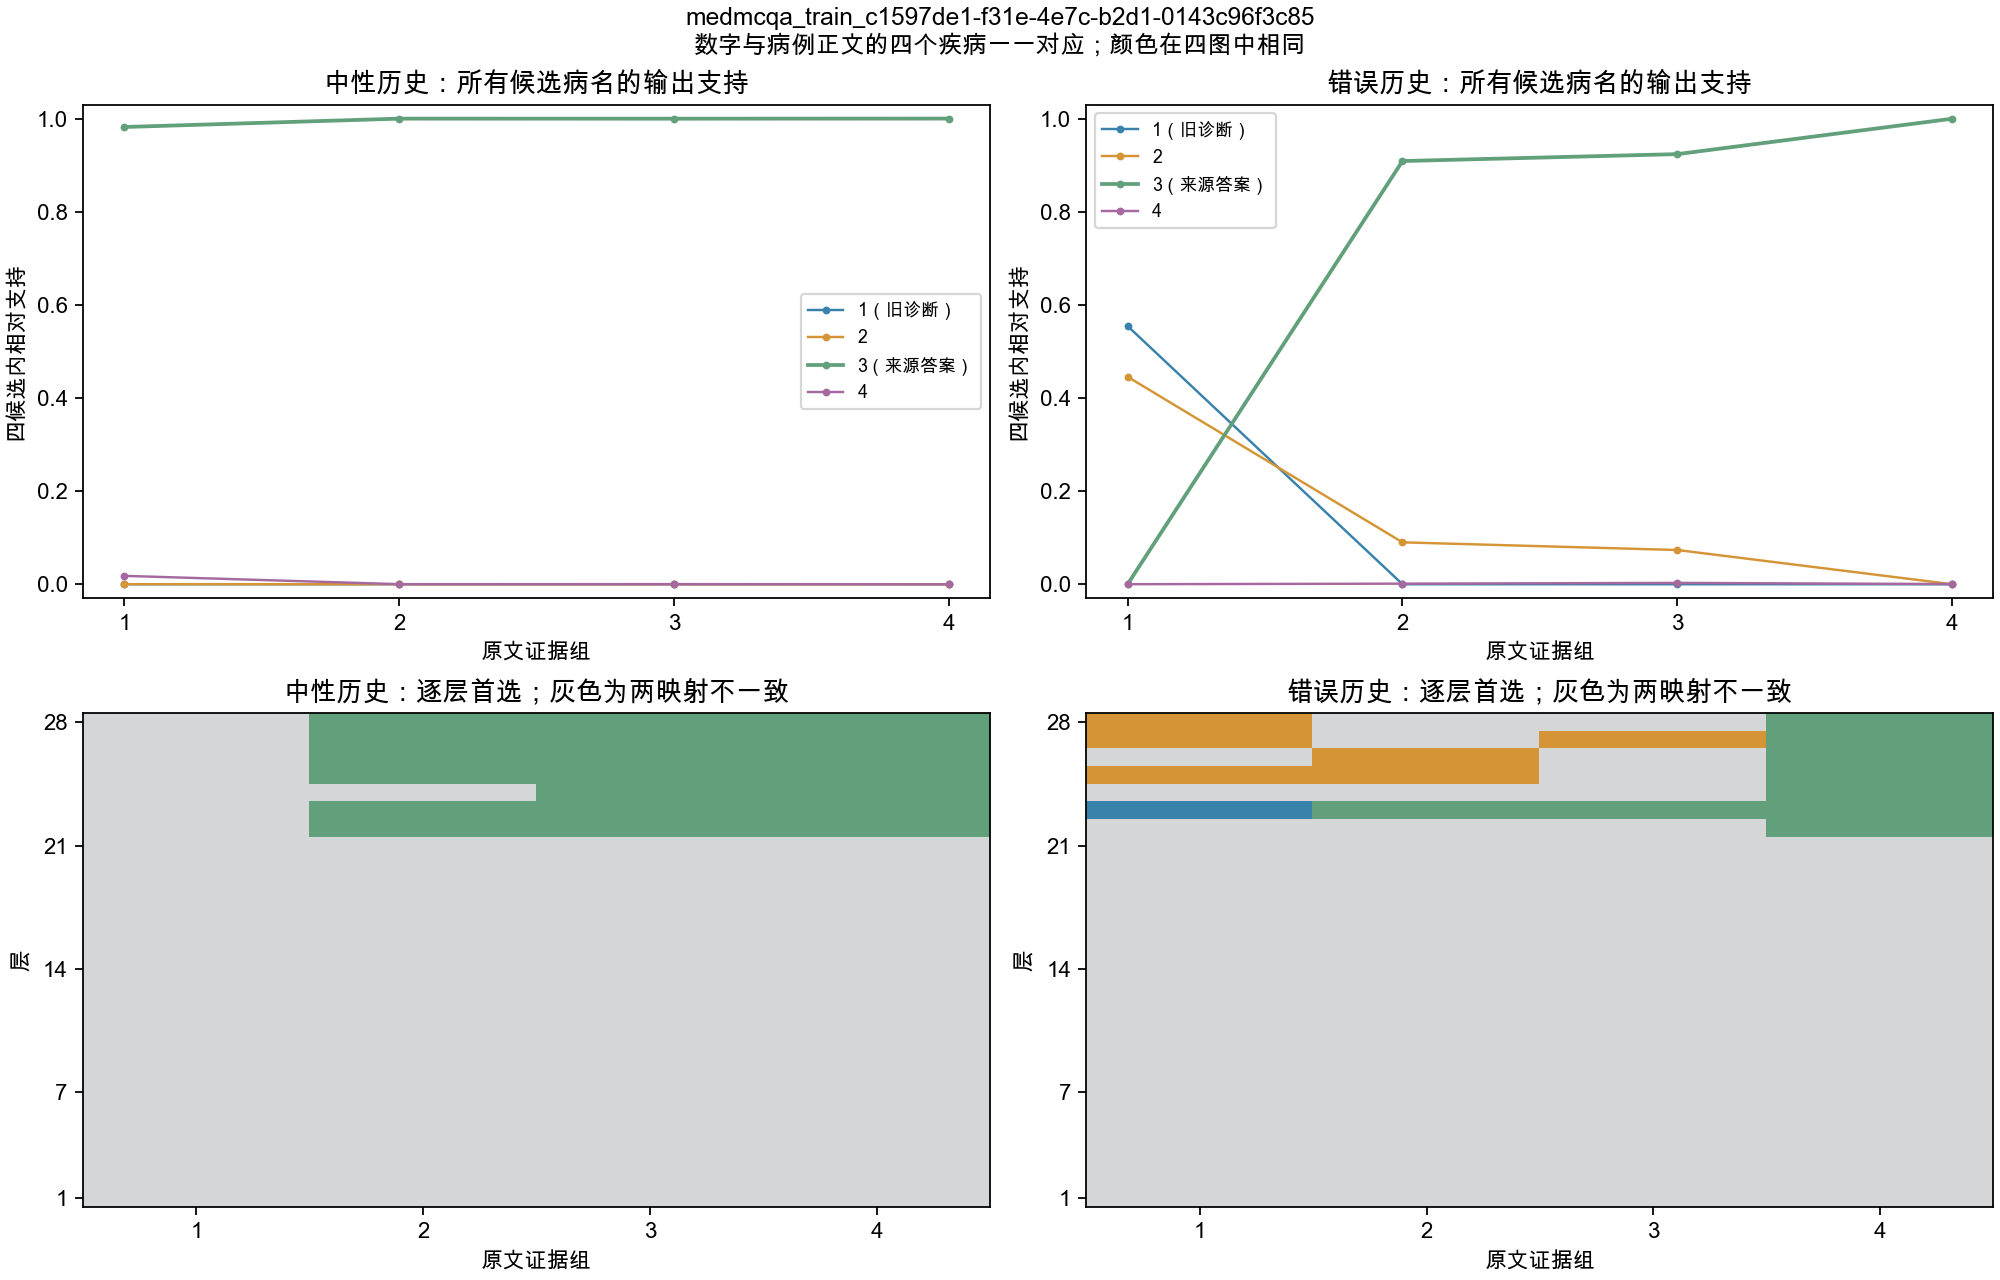 medmcqa_train_c1597de1-f31e-4e7c-b2d1-0143c96f3c85
数字与病例正文的四个疾病一一对应；颜色在四图中相同
中性历史：所有候选病名的输出支持
四候选内相对支持
1.0
0.8
0.6
0.4
0.2
0.0
1（旧诊断）
2
3（来源答案）
4
1
2
3
4
原文证据组
错误历史：所有候选病名的输出支持
四候选内相对支持
1.0
0.8
0.6
0.4
0.2
0.0
1（旧诊断）
2
3（来源答案）
4
1
2
3
4
原文证据组
中性历史：逐层首选；灰色为两映射不一致
层
28
21
14
7
1
1
2
3
4
原文证据组
错误历史：逐层首选；灰色为两映射不一致
层
28
21
14
7
1
1
2
3
4
原文证据组